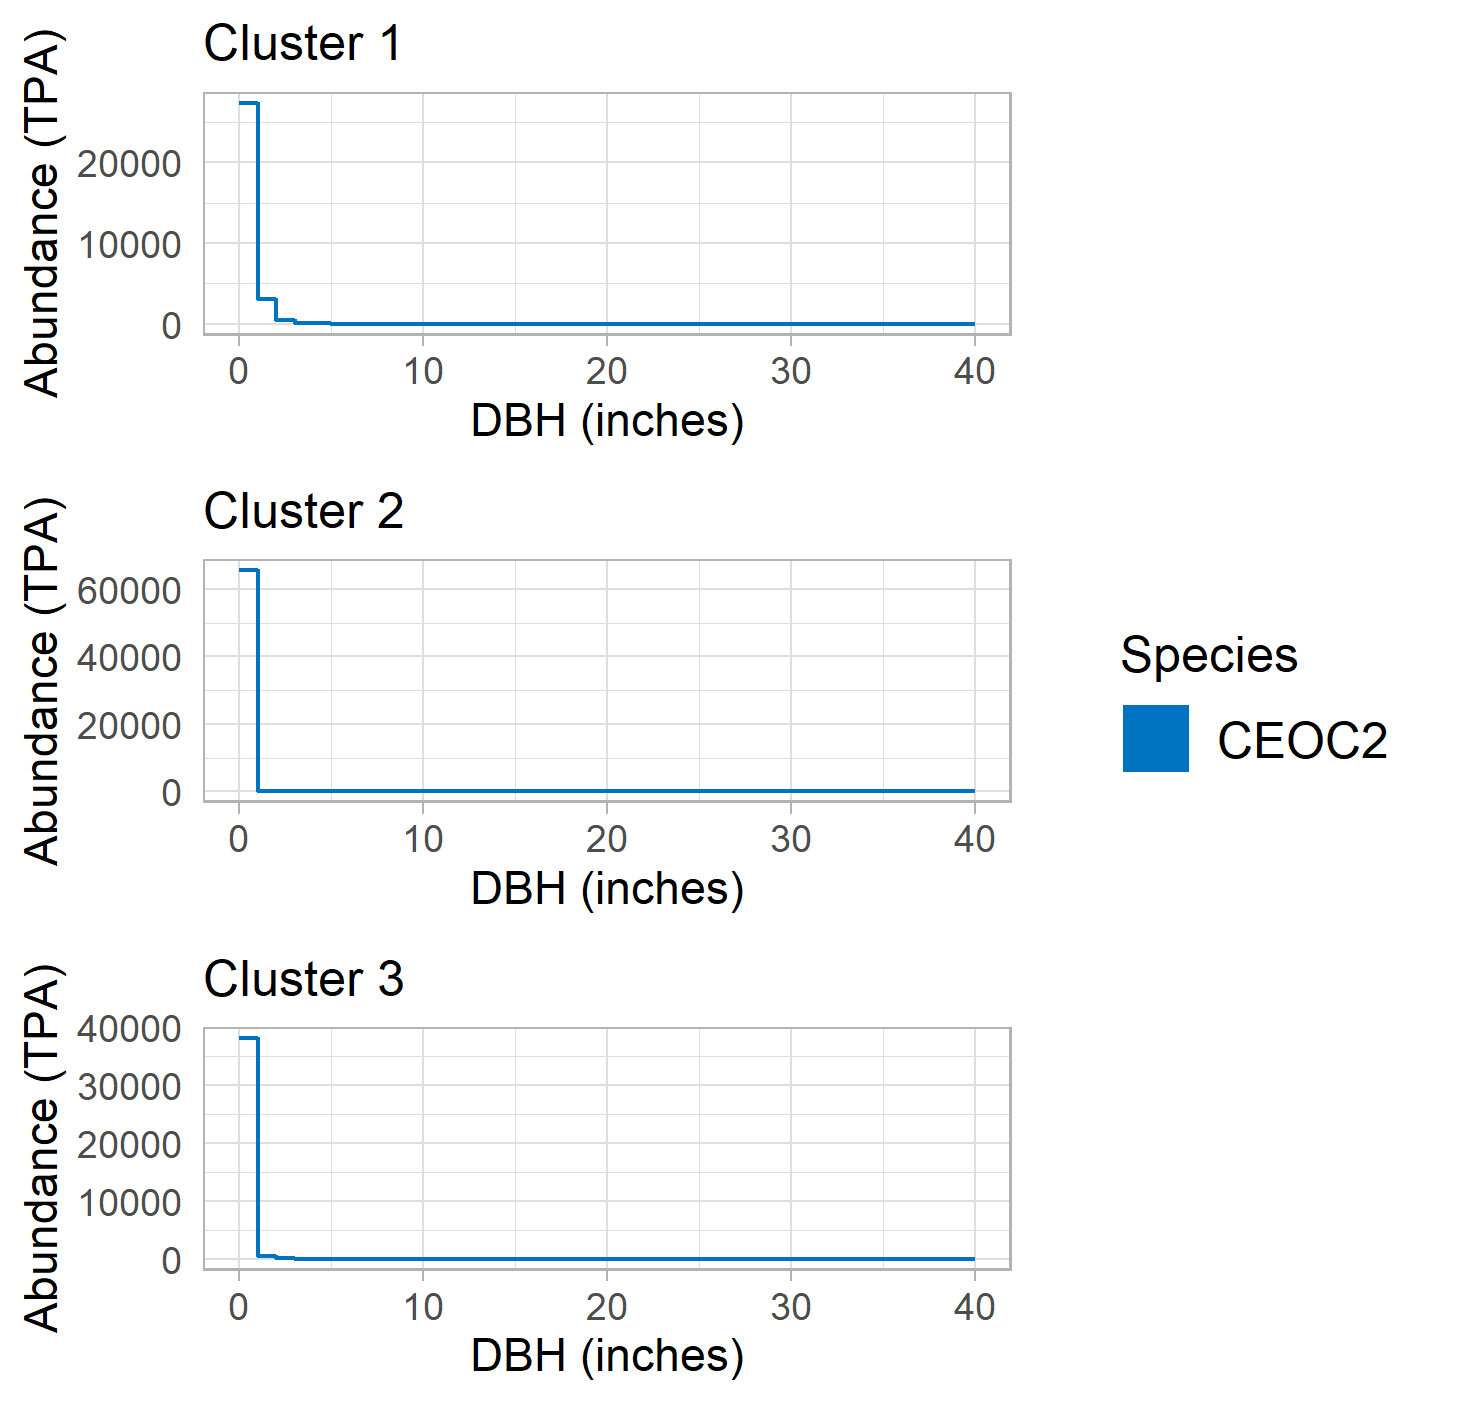 Cluster 1
Abundance (TPA)
20000
10000
0
0 10 20 30 40
DBH (inches)
Cluster 2
Abundance (TPA)
60000
40000
20000
0
0 10 20 30 40
DBH (inches)
Species
CEOC2
Cluster 3
Abundance (TPA)
40000
30000
20000
10000
0
0 10 20 30 40
DBH (inches)